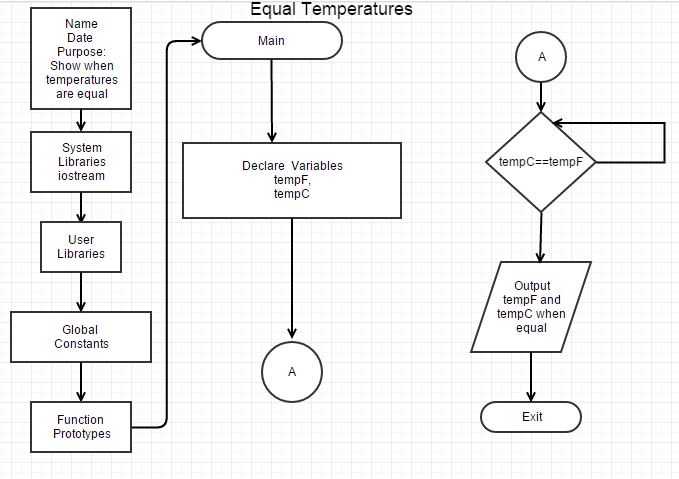 Equal Temperatures
Name
Date
Purpose:
Show when
temperatures
are equal
System
Libraries
iostream
User
Libraries
Global
Constants
Function
Prototypes
Main
Declare Variables
tempF,
tempC
A
A
tempC==tempF
Output
tempF and
tempC when
equal
Exit